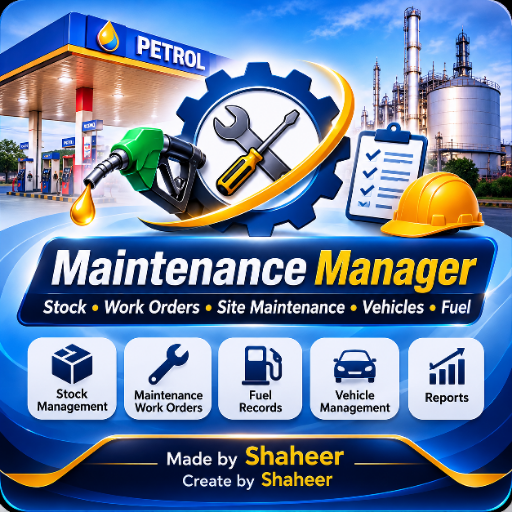 PETROL
Maintenance Manager
Stock • Work Orders • Site Maintenance • Vehicles • Fuel
Stock
Management
Maintenance
Work Orders
Fuel
Records
Vehicle
Management
Reports
Made by Shaheer
Create by Shaheer